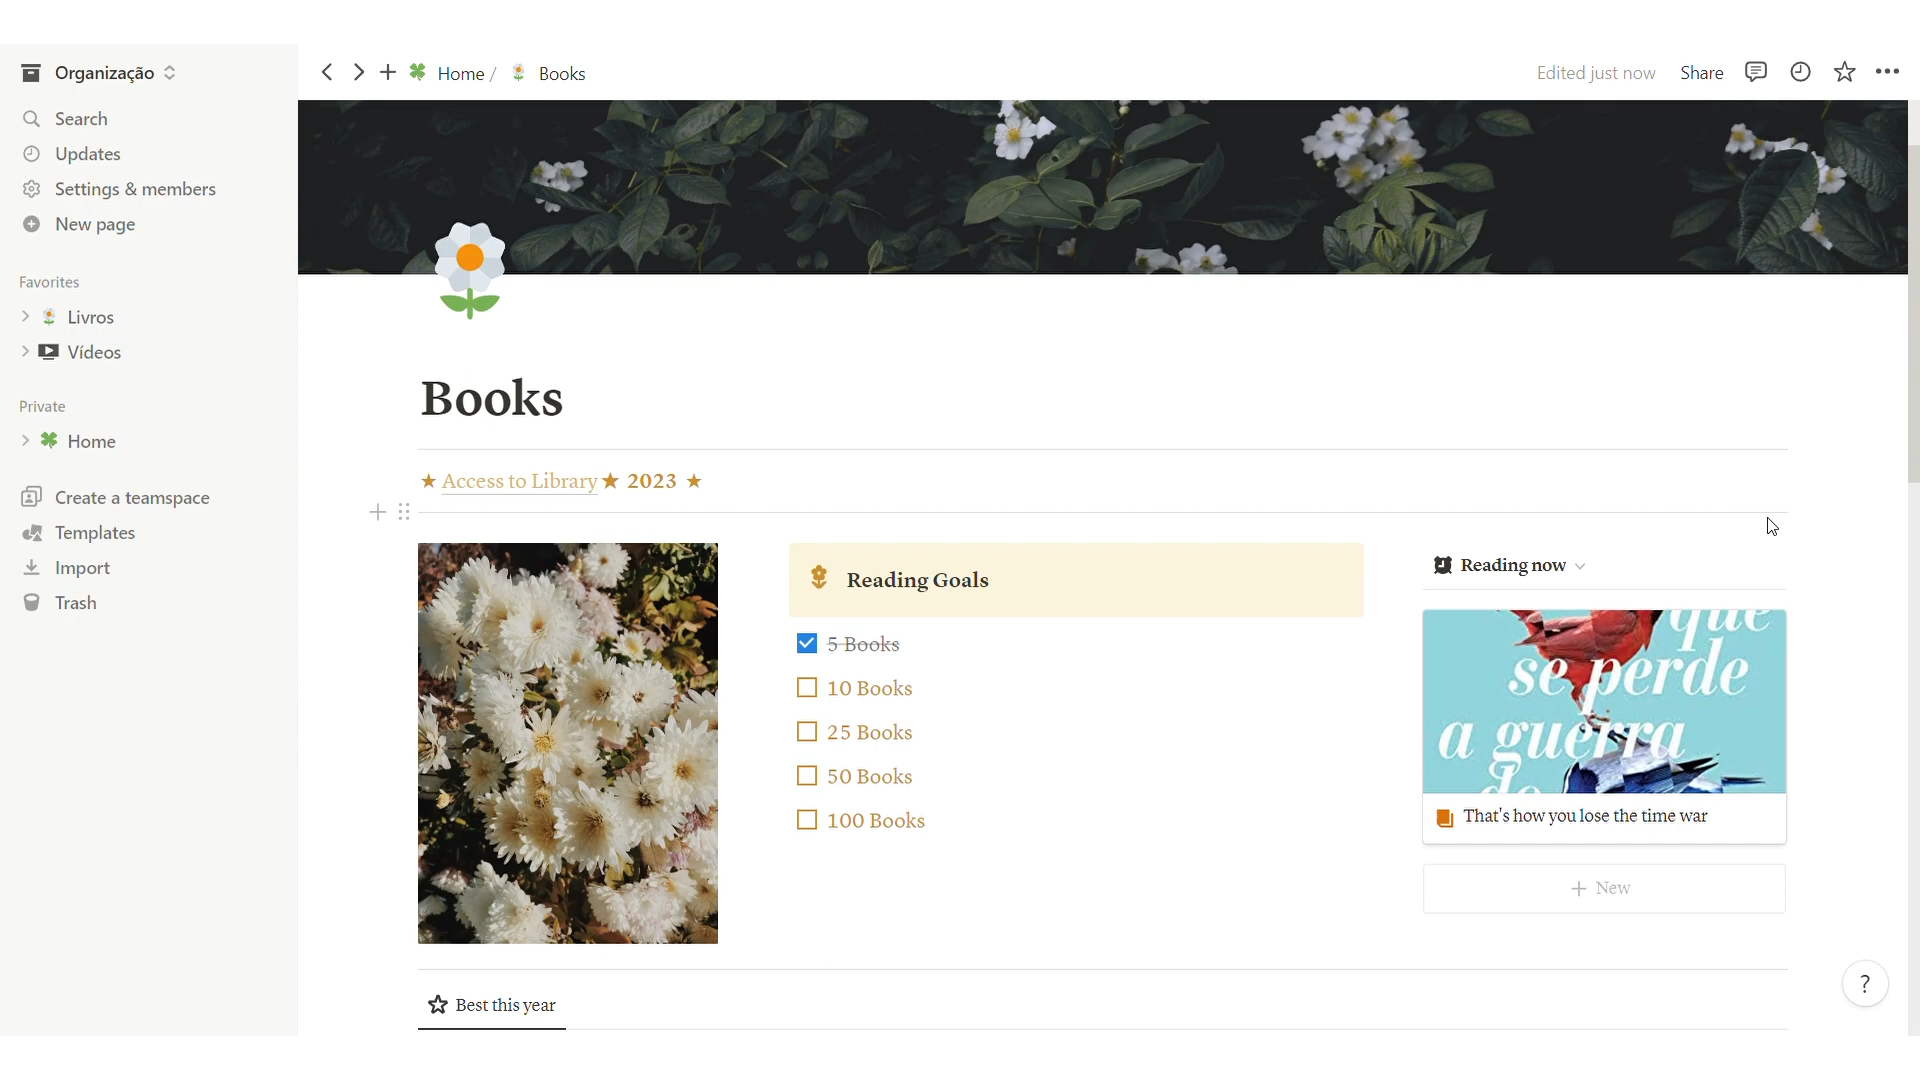 Organização
Home / Books
Edited just now
Share
Search
Updates
Settings & members
New page
Favorites
Livros
Vídeos
Private
Home
Create a teamspace
Templates
Import
Trash
Books
★ Access to Library ★ 2023 ★
Reading Goals
5 Books
10 Books
25 Books
50 Books
100 Books
Reading now
que
se perde
a guerra
do
That's how you lose the time war
+ New
Best this year
?